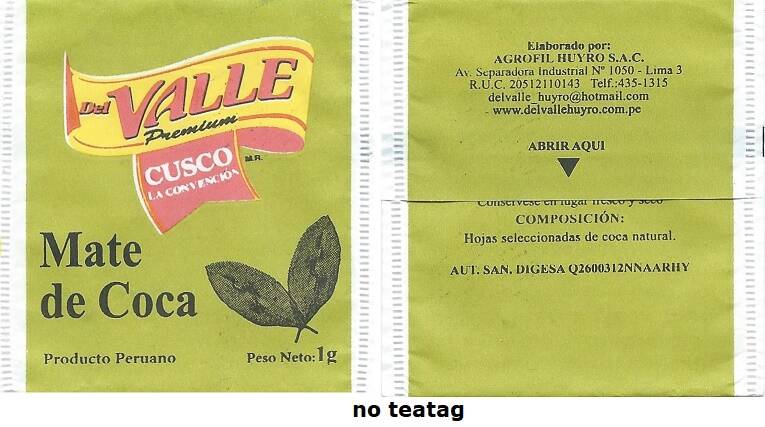 Del VALLE
Premium
CUSCO M.R.
LA CONVENCIÓN
Mate
de Coca
Producto Peruano
Peso Neto: 1g
Elaborado por:
AGROFIL HUYRO S.A.C.
Av. Separadora Industrial Nº 1050 - Lima 3
R.U.C. 20512110143 Telf.:435-1315
delvalle_huyro@hotmail.com
www.delvallehuyro.com.pe
ABRIR AQUI
Consérvese en lugar fresco y seco
COMPOSICIÓN:
Hojas seleccionadas de coca natural.
AUT. SAN. DIGESA Q2600312NNAARHY
no teatag